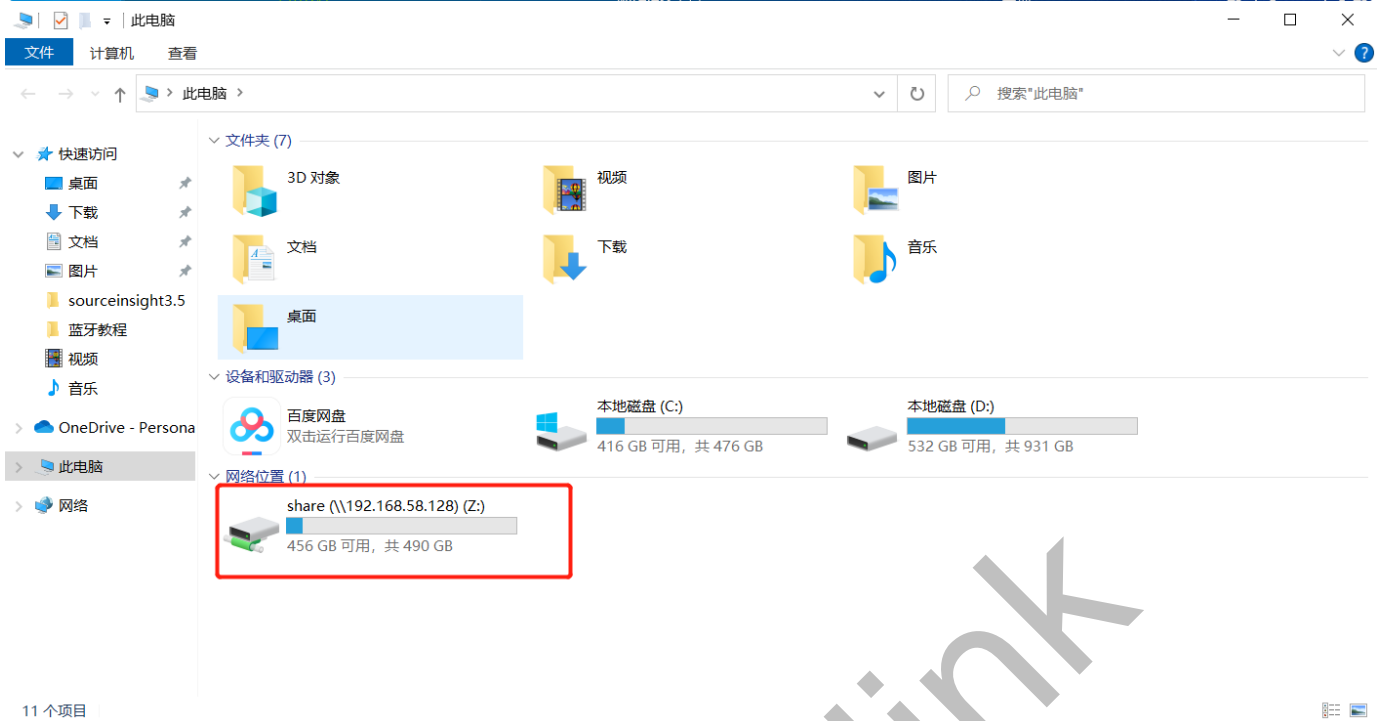 此电脑
文件 计算机 查看
此电脑
搜索"此电脑"
快速访问
桌面
下载
文档
图片
sourceinsight3.5
蓝牙教程
视频
音乐
OneDrive - Persona
此电脑
网络
文件夹 (7)
3D 对象
视频
图片
文档
下载
音乐
桌面
设备和驱动器 (3)
百度网盘
双击运行百度网盘
本地磁盘 (C:)
416 GB 可用，共 476 GB
本地磁盘 (D:)
532 GB 可用，共 931 GB
网络位置 (1)
share (\\192.168.58.128) (Z:)
456 GB 可用，共 490 GB
11 个项目
link